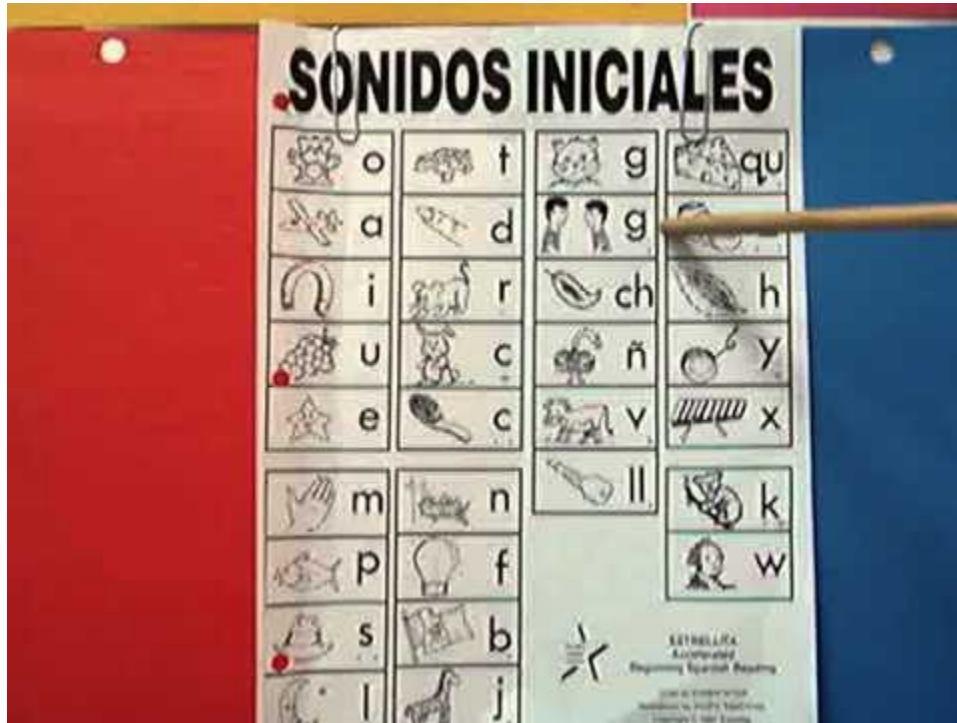 SONIDOS INICIALES
o t g qu
a d g
i r ch h
u c ñ y
e c v x
ll
m n k
p f w
s b
l j
ESTRELLITA
Accelerated
Beginning Spanish Reading